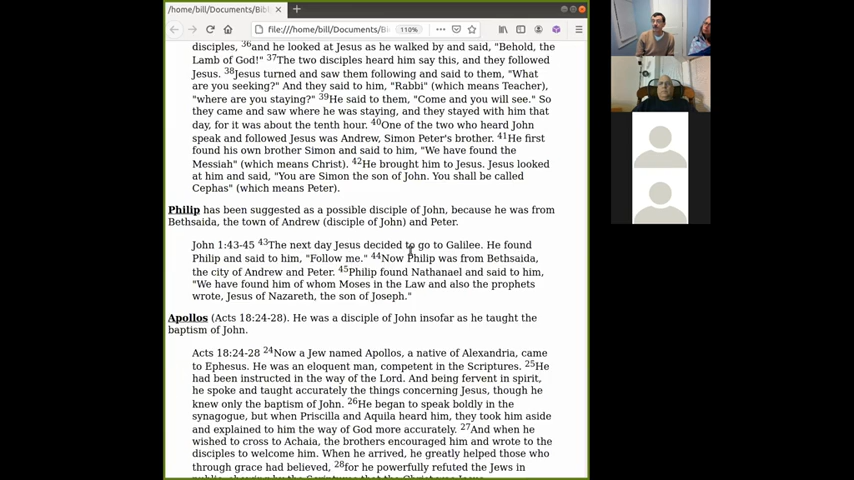 /home/bill/Documents/Bibl
file:///home/bill/Documents/Bi
110%
disciples, 36and he looked at Jesus as he walked by and said, "Behold, the
Lamb of God!" 37The two disciples heard him say this, and they followed
Jesus. 38Jesus turned and saw them following and said to them, "What
are you seeking?" And they said to him, "Rabbi" (which means Teacher),
"where are you staying?" 39He said to them, "Come and you will see." So
they came and saw where he was staying, and they stayed with him that
day, for it was about the tenth hour. 40One of the two who heard John
speak and followed Jesus was Andrew, Simon Peter's brother. 41He first
found his own brother Simon and said to him, "We have found the
Messiah" (which means Christ). 42He brought him to Jesus. Jesus looked
at him and said, "You are Simon the son of John. You shall be called
Cephas" (which means Peter).
Philip has been suggested as a possible disciple of John, because he was from
Bethsaida, the town of Andrew (disciple of John) and Peter.
John 1:43-45 43The next day Jesus decided to go to Galilee. He found
Philip and said to him, "Follow me." 44Now Philip was from Bethsaida,
the city of Andrew and Peter. 45Philip found Nathanael and said to him,
"We have found him of whom Moses in the Law and also the prophets
wrote, Jesus of Nazareth, the son of Joseph."
Apollos (Acts 18:24-28). He was a disciple of John insofar as he taught the
baptism of John.
Acts 18:24-28 24Now a Jew named Apollos, a native of Alexandria, came
to Ephesus. He was an eloquent man, competent in the Scriptures. 25He
had been instructed in the way of the Lord. And being fervent in spirit,
he spoke and taught accurately the things concerning Jesus, though he
knew only the baptism of John. 26He began to speak boldly in the
synagogue, but when Priscilla and Aquila heard him, they took him aside
and explained to him the way of God more accurately. 27And when he
wished to cross to Achaia, the brothers encouraged him and wrote to the
disciples to welcome him. When he arrived, he greatly helped those who
through grace had believed, 28for he powerfully refuted the Jews in